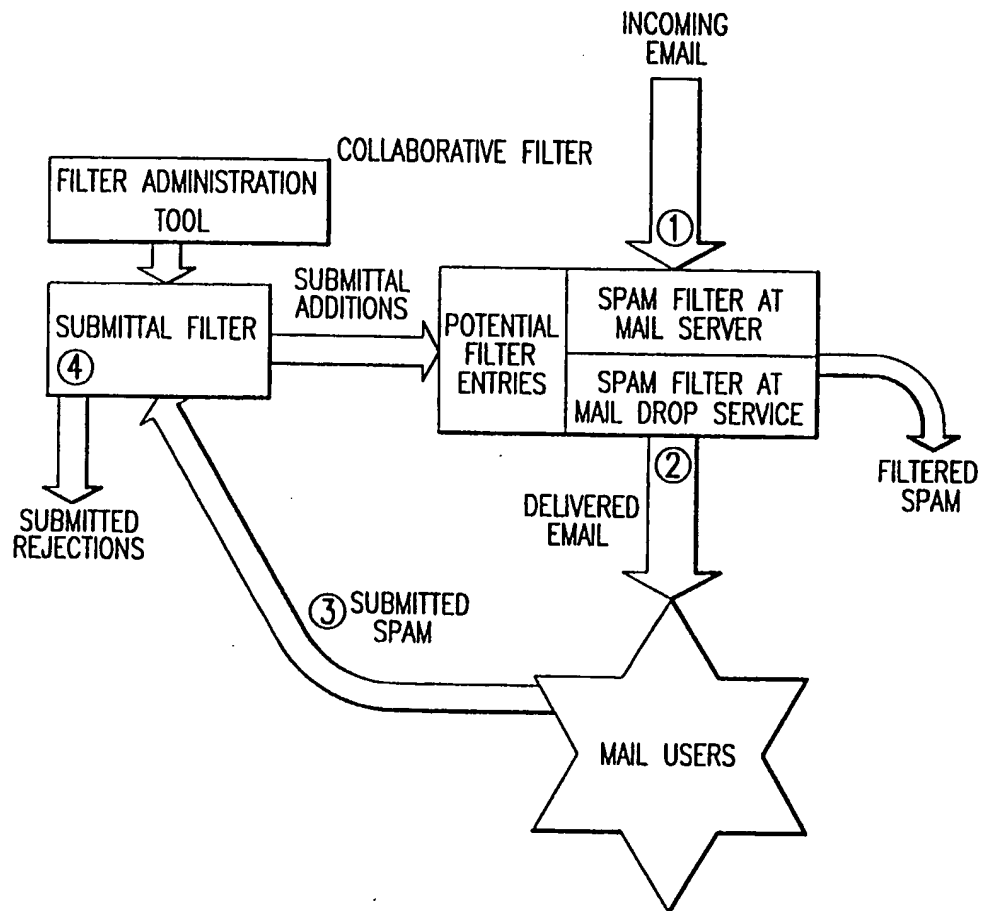 INCOMING
EMAIL
COLLABORATIVE FILTER
FILTER ADMINISTRATION
TOOL
①
SUBMITTAL
ADDITIONS
SUBMITTAL FILTER
④
POTENTIAL
FILTER
ENTRIES
SPAM FILTER AT
MAIL SERVER
SPAM FILTER AT
MAIL DROP SERVICE
②
FILTERED
SPAM
DELIVERED
EMAIL
SUBMITTED
REJECTIONS
③ SUBMITTED
SPAM
MAIL USERS